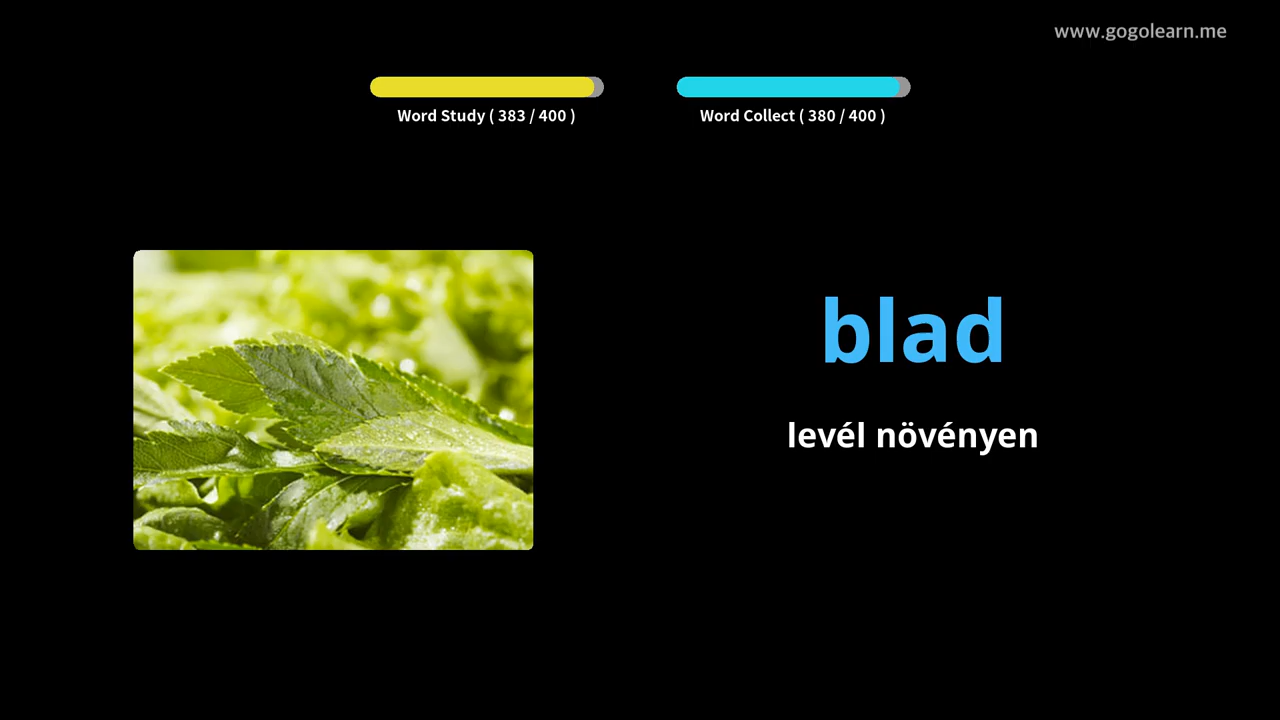 www.gogolearn.me
Word Study ( 383 / 400 )
Word Collect ( 380 / 400 )
blad
levél növényen